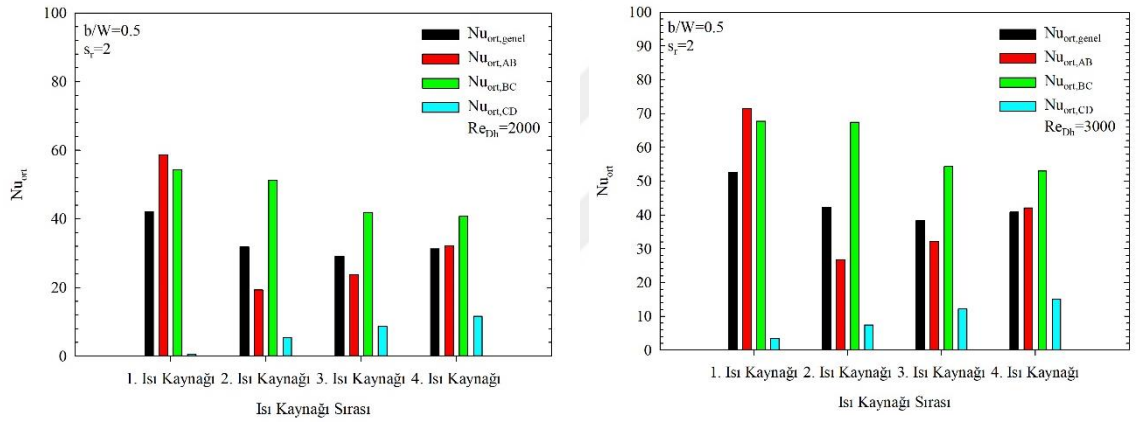 b/W=0.5
s_r=2
Nu_ort,genel
Nu_ort,AB
Nu_ort,BC
Nu_ort,CD
Re_Dh=2000
100
80
60
40
20
0
Nu_ort
1. Isı Kaynağı 2. Isı Kaynağı 3. Isı Kaynağı 4. Isı Kaynağı
Isı Kaynağı Sırası
b/W=0.5
s_r=2
Nu_ort,genel
Nu_ort,AB
Nu_ort,BC
Nu_ort,CD
Re_Dh=3000
100
90
80
70
60
50
40
30
20
10
0
Nu_ort
1. Isı Kaynağı 2. Isı Kaynağı 3. Isı Kaynağı 4. Isı Kaynağı
Isı Kaynağı Sırası